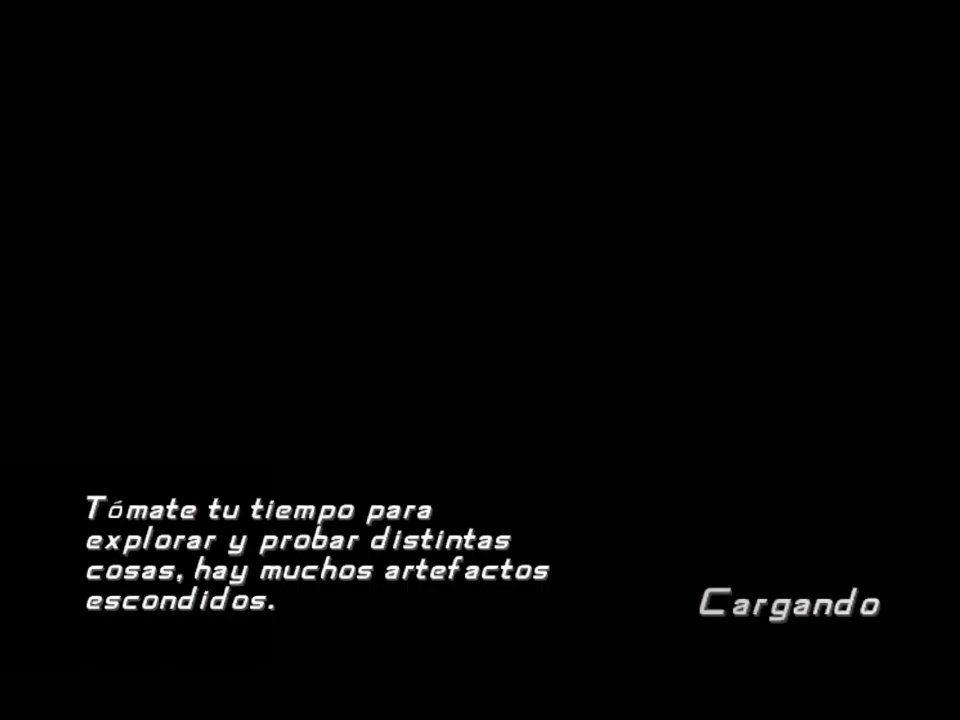 Tómate tu tiempo para
explorar y probar distintas
cosas, hay muchos artefactos
escondidos.
Cargando